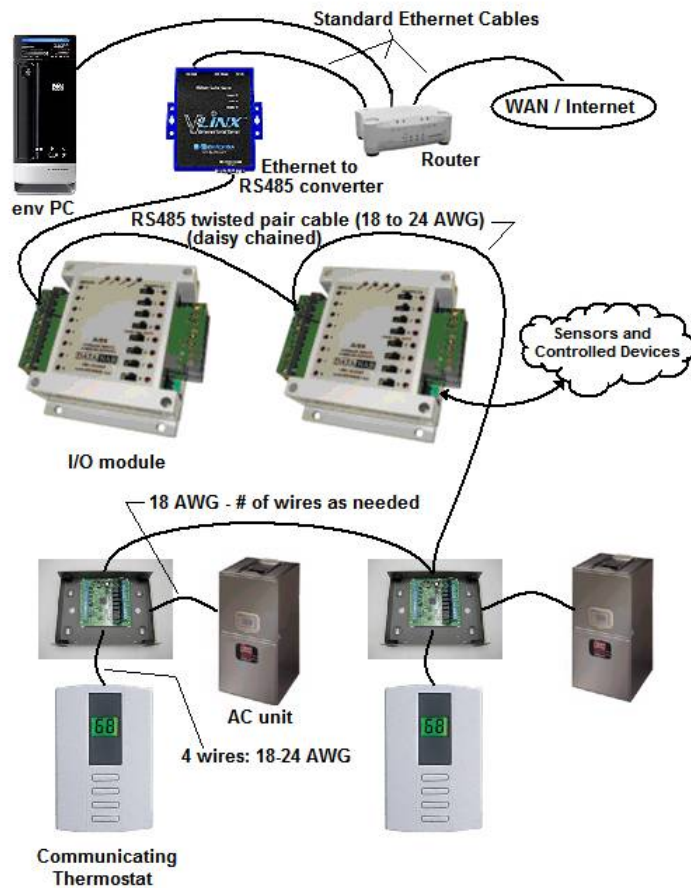 Standard Ethernet Cables
WAN / Internet
VLINX
Router
Ethernet to
RS485 converter
env PC
RS485 twisted pair cable (18 to 24 AWG)
(daisy chained)
Sensors and
Controlled Devices
DATANAB
I/O module
18 AWG - # of wires as needed
AC unit
68
68
4 wires: 18-24 AWG
Communicating
Thermostat